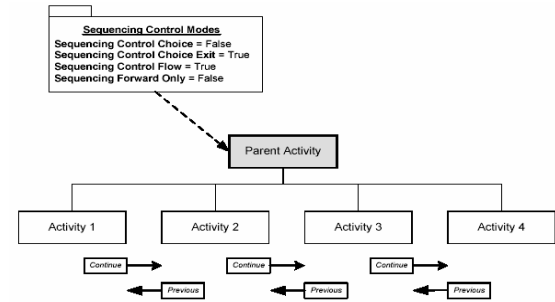 Sequencing Control Modes
Sequencing Control Choice = False
Sequencing Control Choice Exit = True
Sequencing Control Flow = True
Sequencing Forward Only = False
Parent Activity
Activity 1
Activity 2
Activity 3
Activity 4
Continue
Continue
Continue
Previous
Previous
Previous